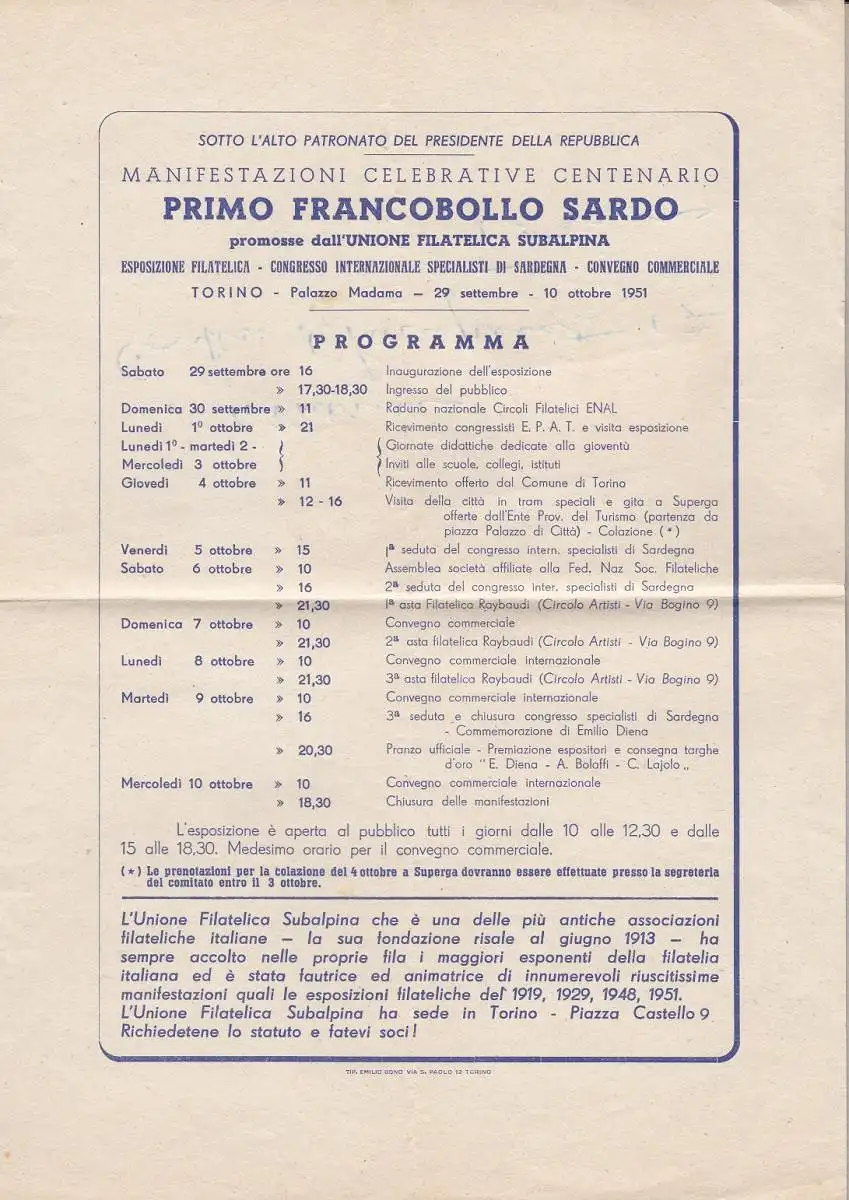 SOTTO L'ALTO PATRONATO DEL PRESIDENTE DELLA REPUBBLICA
MANIFESTAZIONI CELEBRATIVE CENTENARIO
PRIMO FRANCOBOLLO SARDO
promosse dall'UNIONE FILATELICA SUBALPINA
ESPOSIZIONE FILATELICA - CONGRESSO INTERNAZIONALE SPECIALISTI DI SARDEGNA - CONVEGNO COMMERCIALE
TORINO - Palazzo Madama — 29 settembre - 10 ottobre 1951
PROGRAMMA
Sabato 29 settembre ore 16 Inaugurazione dell'esposizione
» 17,30-18,30 Ingresso del pubblico
Domenica 30 settembre » 11 Raduno nazionale Circoli Filatelici ENAL
Lunedì 1º ottobre » 21 Ricevimento congressisti E. P. A. T. e visita esposizione
Lunedì 1º - martedì 2 - Giornate didattiche dedicate alla gioventù
Mercoledì 3 ottobre Inviti alle scuole, collegi, istituti
Giovedì 4 ottobre » 11 Ricevimento offerto dal Comune di Torino
» 12 - 16 Visita della città in tram speciali e gita a Superga
offerte dall'Ente Prov. del Turismo (partenza da
piazza Palazzo di Città) - Colazione (*)
Venerdì 5 ottobre » 15 1ª seduta del congresso intern. specialisti di Sardegna
Sabato 6 ottobre » 10 Assemblea società affiliate alla Fed. Naz Soc. Filateliche
» 16 2ª seduta del congresso inter. specialisti di Sardegna
» 21,30 1ª asta Filatelica Raybaudi (Circolo Artisti - Via Bogino 9)
Domenica 7 ottobre » 10 Convegno commerciale
» 21,30 2ª asta filatelica Raybaudi (Circolo Artisti - Via Bogino 9)
Lunedì 8 ottobre » 10 Convegno commerciale internazionale
» 21,30 3ª asta filatelica Raybaudi (Circolo Artisti - Via Bogino 9)
Martedì 9 ottobre » 10 Convegno commerciale internazionale
» 16 3ª seduta e chiusura congresso specialisti di Sardegna
- Commemorazione di Emilio Diena
» 20,30 Pranzo ufficiale - Premiazione espositori e consegna targhe
d'oro "E. Diena - A. Bolaffi - C. Lajolo„
Mercoledì 10 ottobre » 10 Convegno commerciale internazionale
» 18,30 Chiusura delle manifestazioni
L'esposizione è aperta al pubblico tutti i giorni dalle 10 alle 12,30 e dalle
15 alle 18,30. Medesimo orario per il convegno commerciale.
(*) Le prenotazioni per la colazione del 4 ottobre a Superga dovranno essere effettuate presso la segreteria
del comitato entro il 3 ottobre.
L'Unione Filatelica Subalpina che è una delle più antiche associazioni
filateliche italiane — la sua fondazione risale al giugno 1913 — ha
sempre accolto nelle proprie fila i maggiori esponenti della filatelia
italiana ed è stata fautrice ed animatrice di innumerevoli riuscitissime
manifestazioni quali le esposizioni filateliche del 1919, 1929, 1948, 1951.
L'Unione Filatelica Subalpina ha sede in Torino - Piazza Castello 9
Richiedetene lo statuto e fatevi soci!
TIP. EMILIO BONO VIA S. PAOLO 12 TORINO